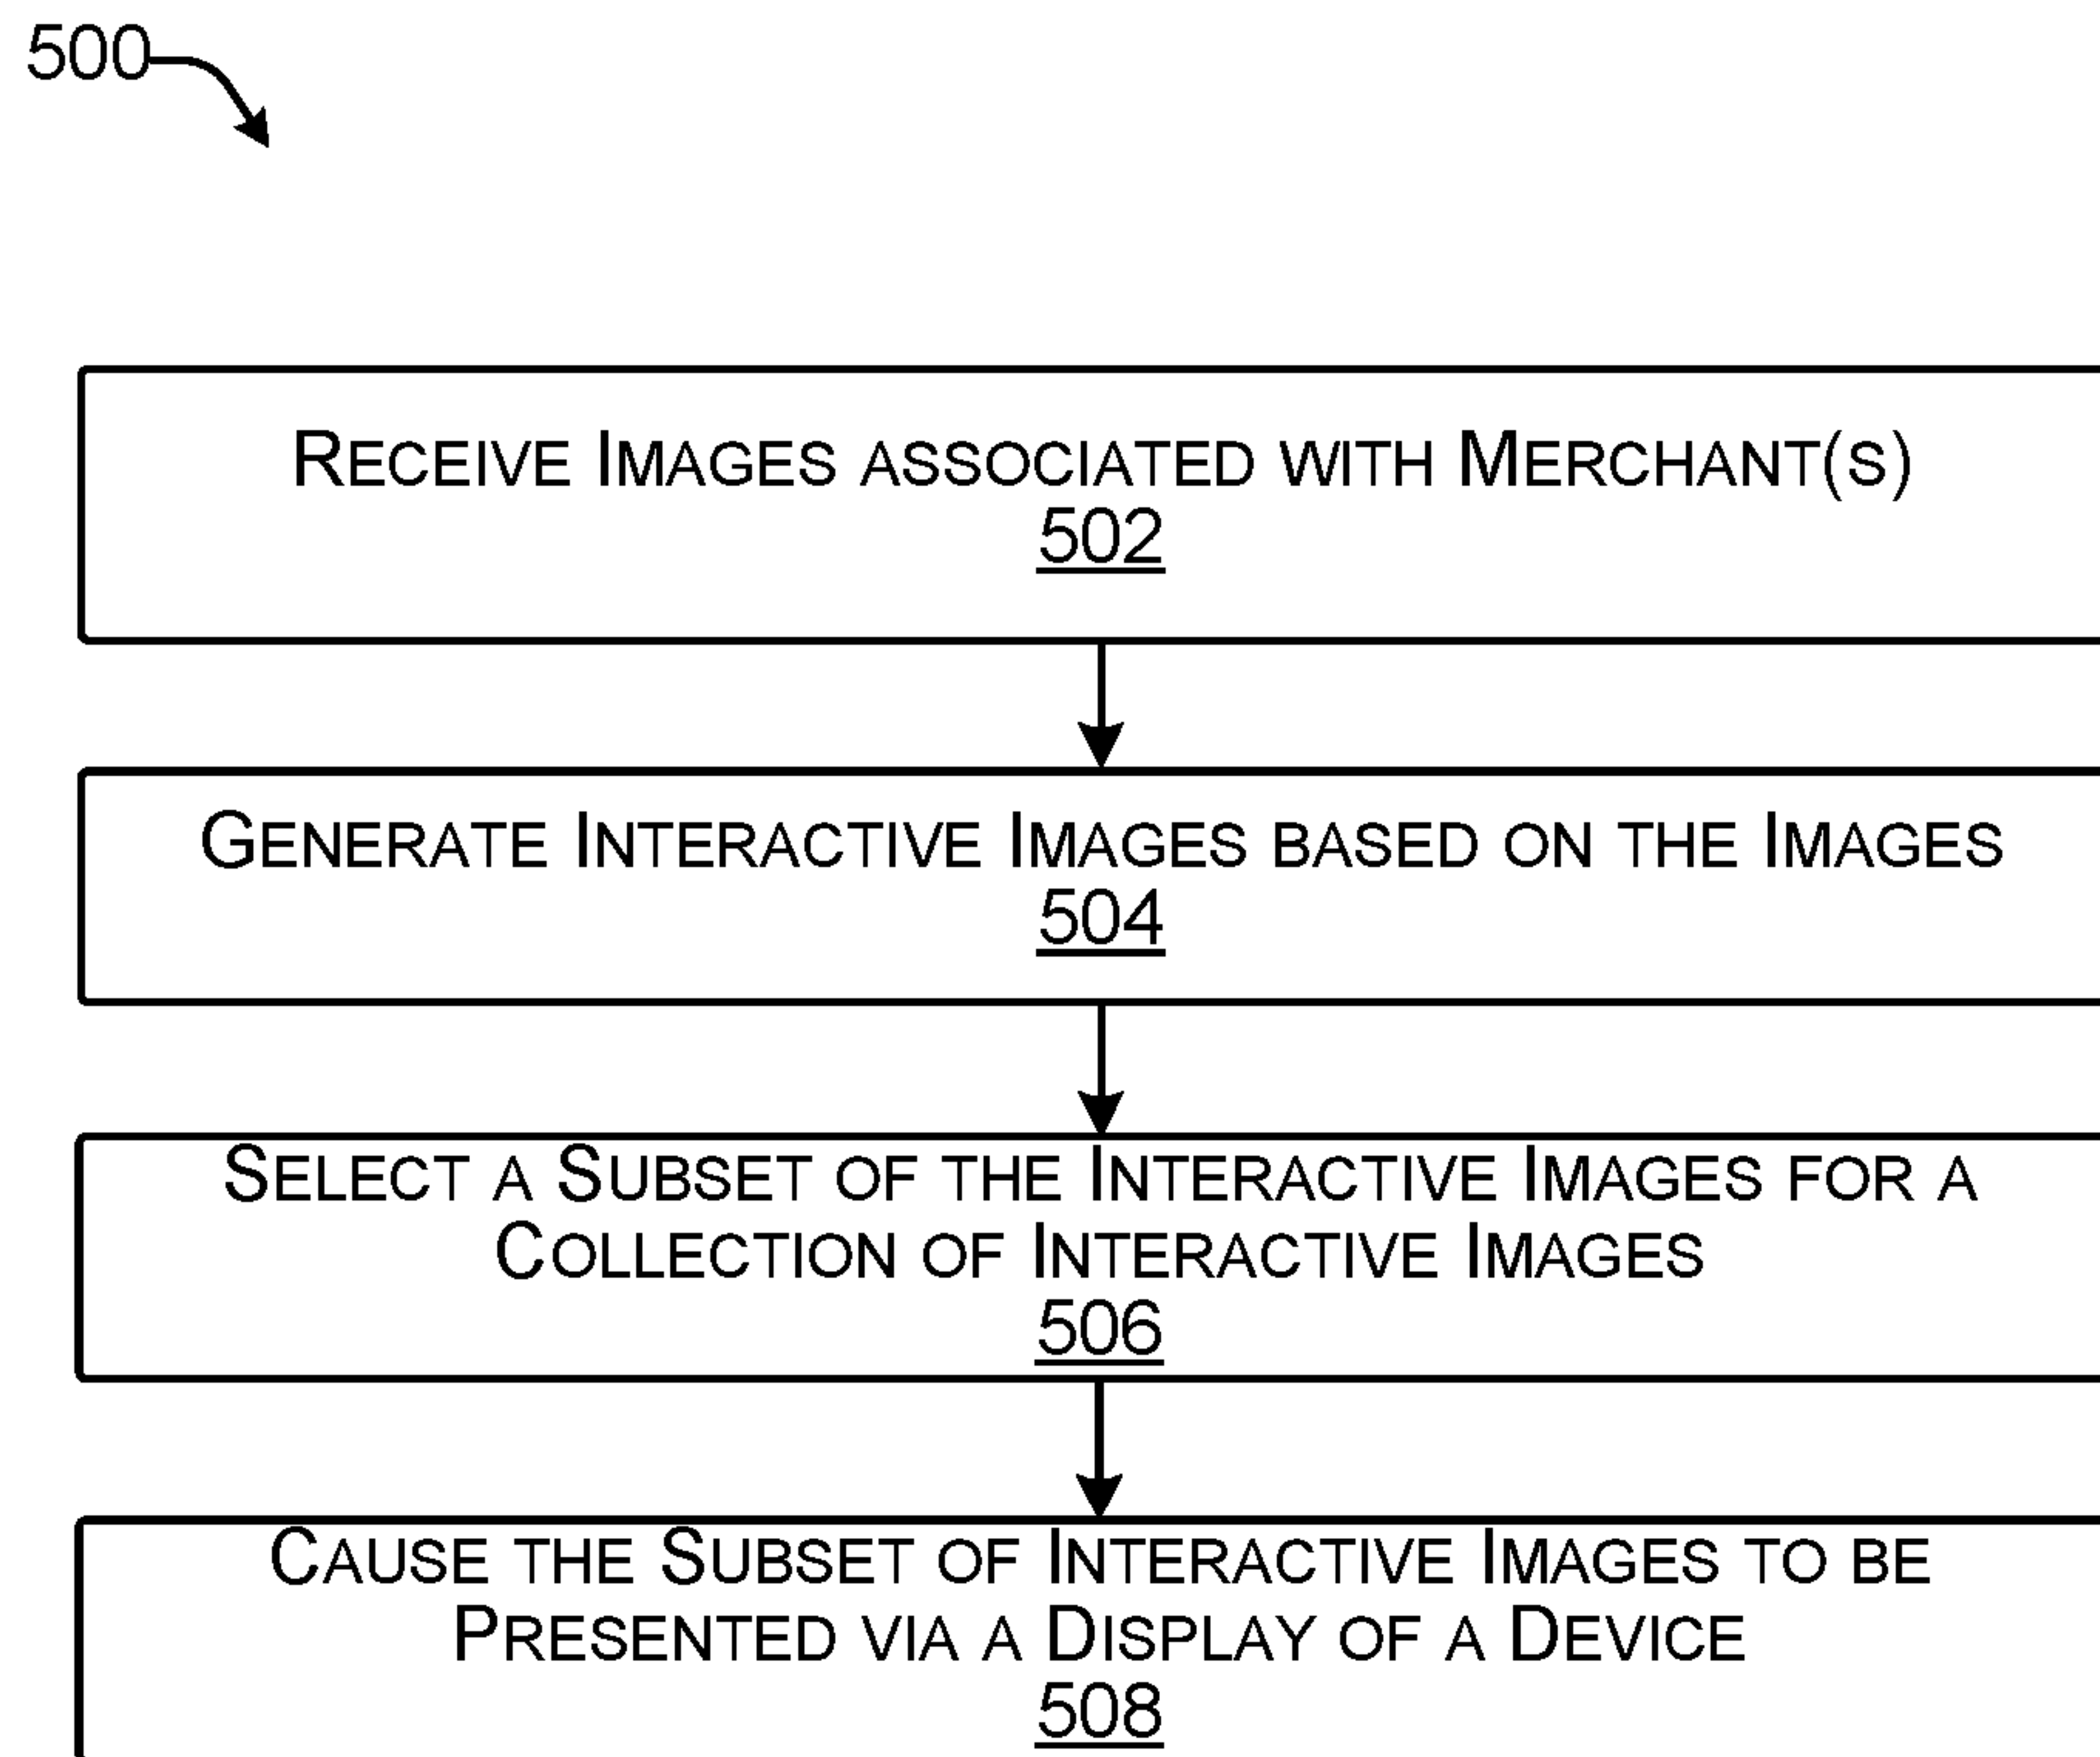 500
Receive Images associated with Merchant(s)
502
Generate Interactive Images based on the Images
504
Select a Subset of the Interactive Images for a
Collection of Interactive Images
506
Cause the Subset of Interactive Images to be
Presented via a Display of a Device
508